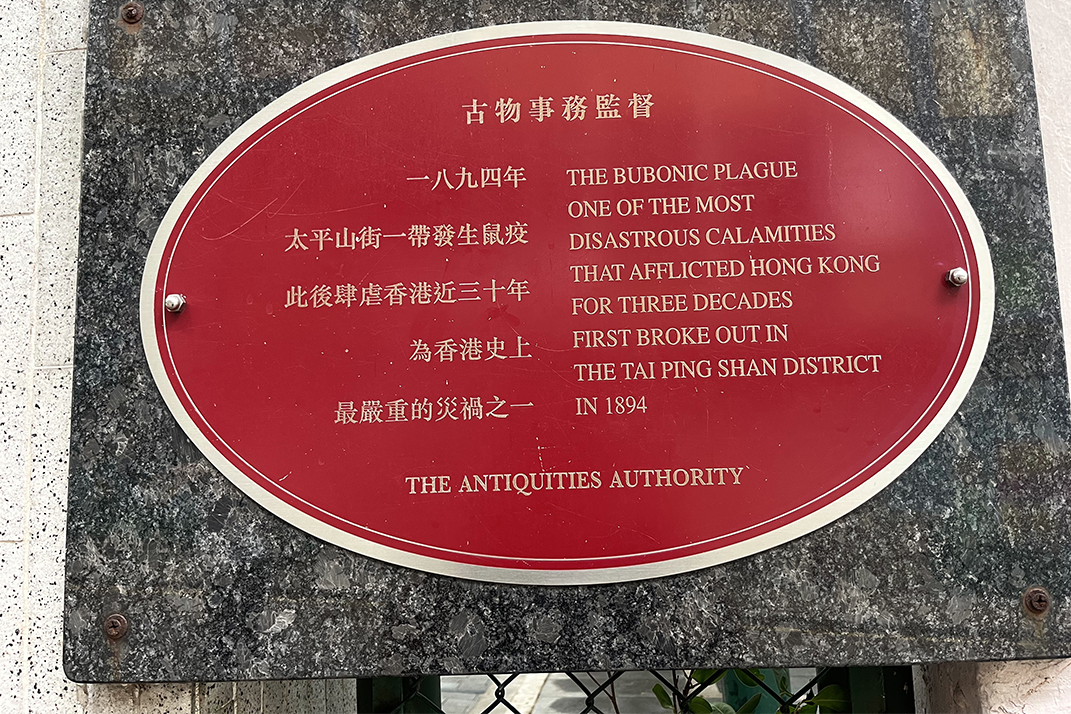 古物事務監督
一八九四年
太平山街一帶發生鼠疫
此後肆虐香港近三十年
為香港史上
最嚴重的災禍之一
THE BUBONIC PLAGUE
ONE OF THE MOST
DISASTROUS CALAMITIES
THAT AFFLICTED HONG KONG
FOR THREE DECADES
FIRST BROKE OUT IN
THE TAI PING SHAN DISTRICT
IN 1894
THE ANTIQUITIES AUTHORITY